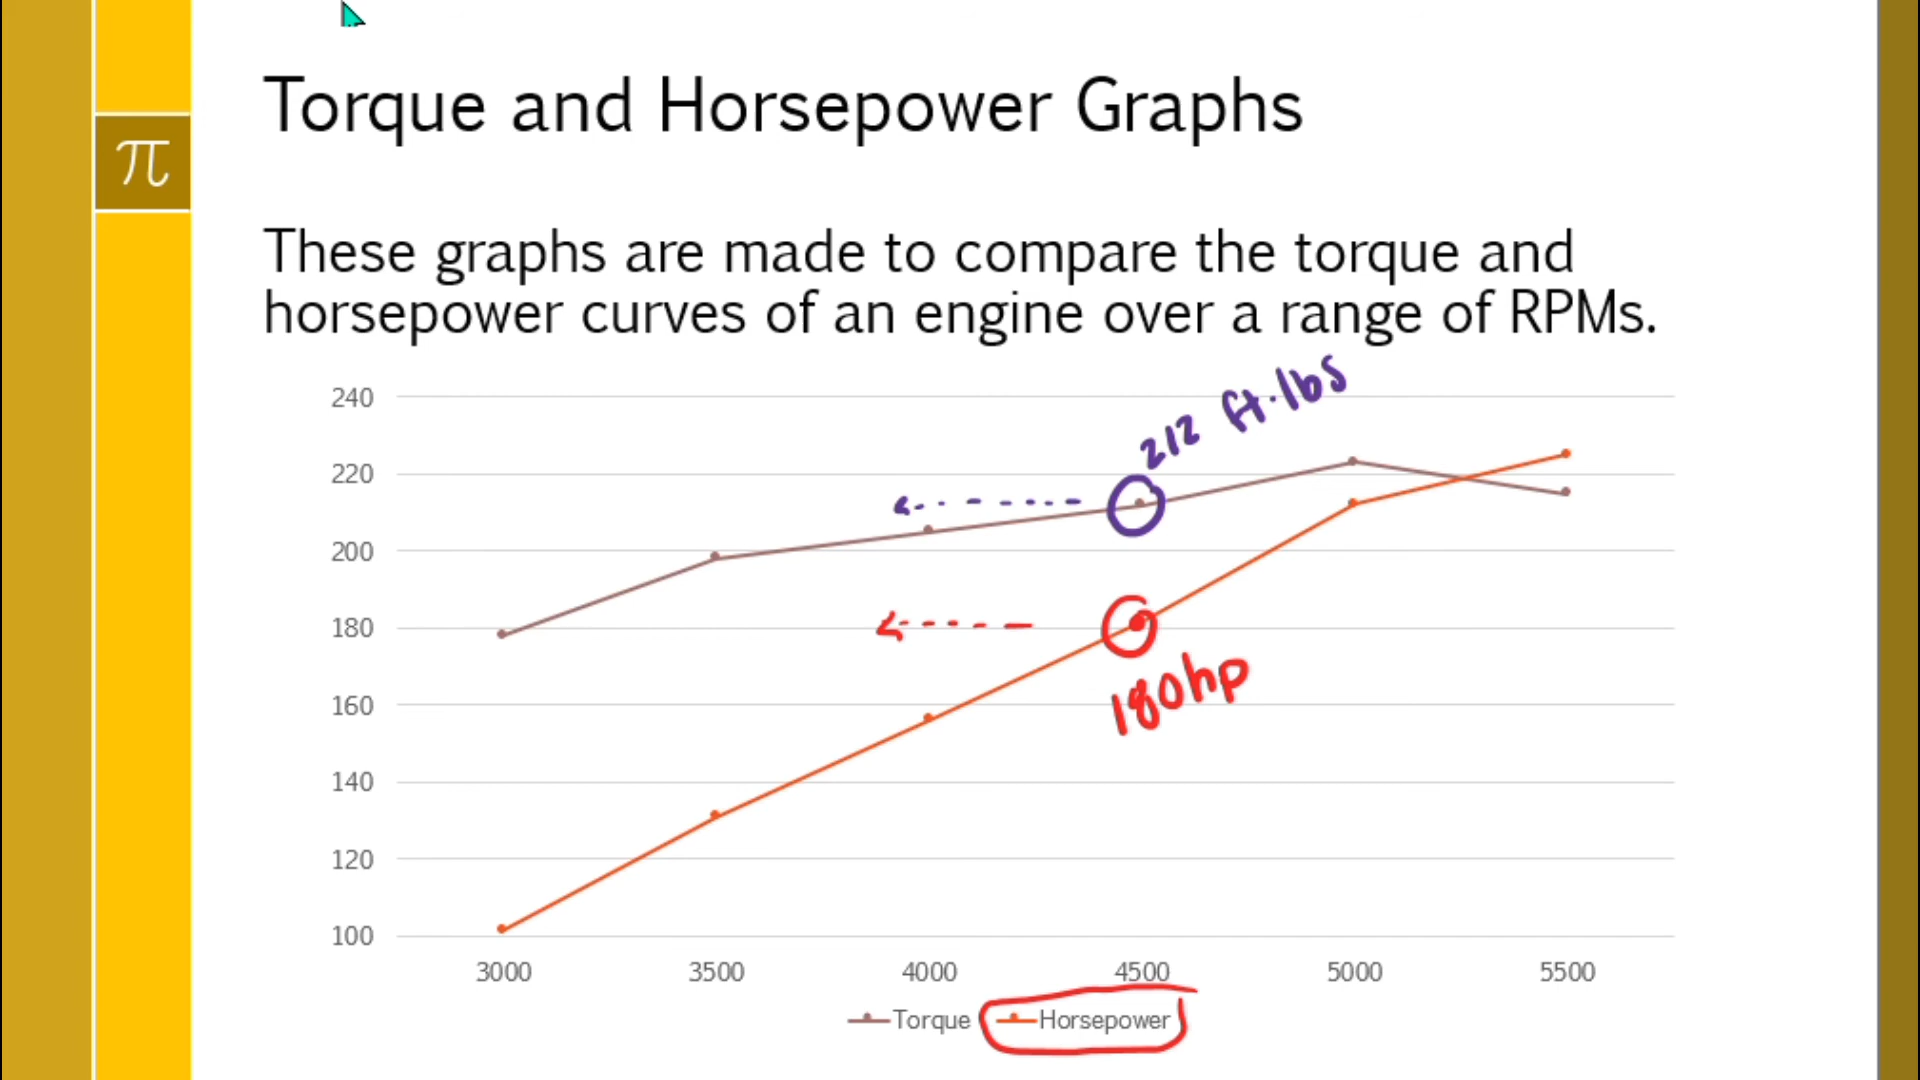 Torque and Horsepower Graphs
π
These graphs are made to compare the torque and
horsepower curves of an engine over a range of RPMs.
212 ft·lbs
240
220
200
180
180hp
160
140
120
100
3000 3500 4000 4500 5000 5500
Torque Horsepower